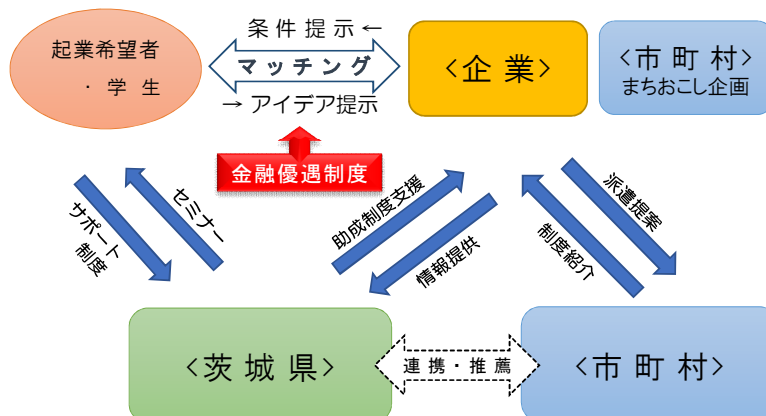 起業希望者
・学生
条件提示←
マッチング
→アイデア提示
<企業>
<市町村>
まちおこし企画
金融優遇制度
サポート
制度
セミナー
助成制度支援
情報提供
派遣提案
制度紹介
<茨城県>
連携・推薦
<市町村>